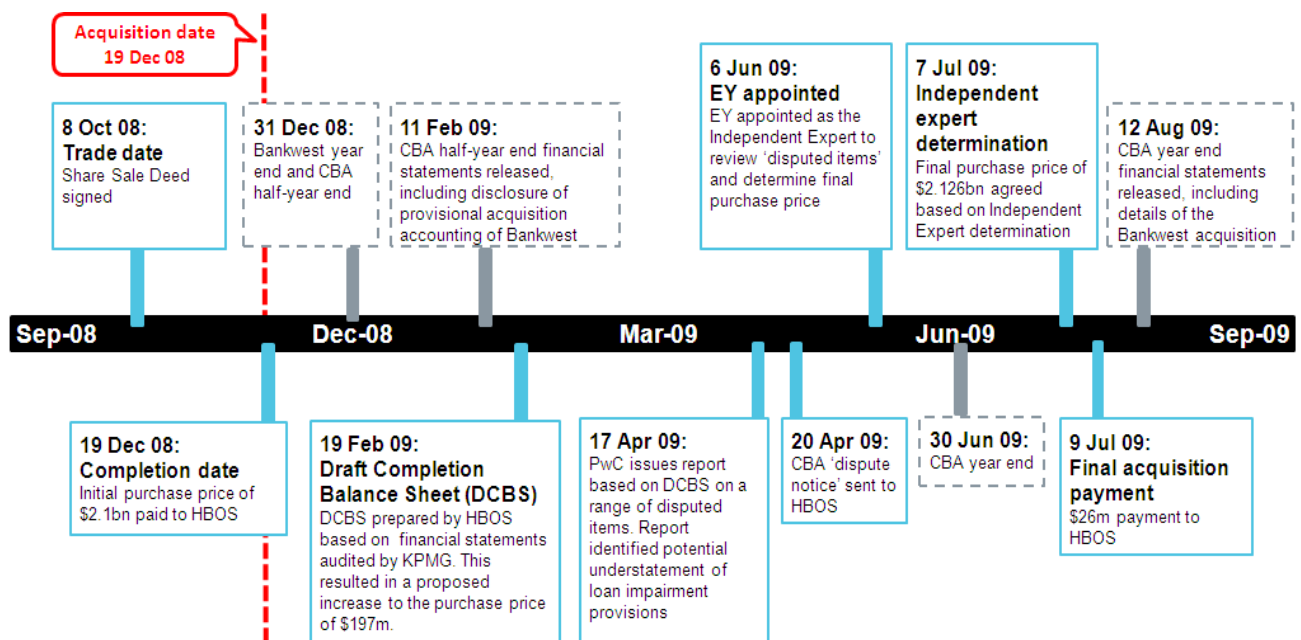 Acquisition date
19 Dec 08
8 Oct 08:
Trade date
Share Sale Deed
signed
31 Dec 08:
Bankwest year
end and CBA
half-year end
11 Feb 09:
CBA half-year end financial
statements released,
including disclosure of
provisional acquisition
accounting of Bankwest
6 Jun 09:
EY appointed
EY appointed as the
Independent Expert to
review ‘disputed items’
and determine final
purchase price
7 Jul 09:
Independent
expert
determination
Final purchase price of
$2.126bn agreed
based on Independent
Expert determination
12 Aug 09:
CBA year end
financial statements
released, including
details of the
Bankwest acquisition
Sep-08
Dec-08
Mar-09
Jun-09
Sep-09
19 Dec 08:
Completion date
Initial purchase price of
$2.1bn paid to HBOS
19 Feb 09:
Draft Completion
Balance Sheet (DCBS)
DCBS prepared by HBOS
based on financial statements
audited by KPMG. This
resulted in a proposed
increase to the purchase price
of $197m.
17 Apr 09:
PwC issues report
based on DCBS on a
range of disputed
items. Report
identified potential
understatement of
loan impairment
provisions
20 Apr 09:
CBA ‘dispute
notice’ sent to
HBOS
30 Jun 09:
CBA year end
9 Jul 09:
Final acquisition
payment
$26m payment to
HBOS